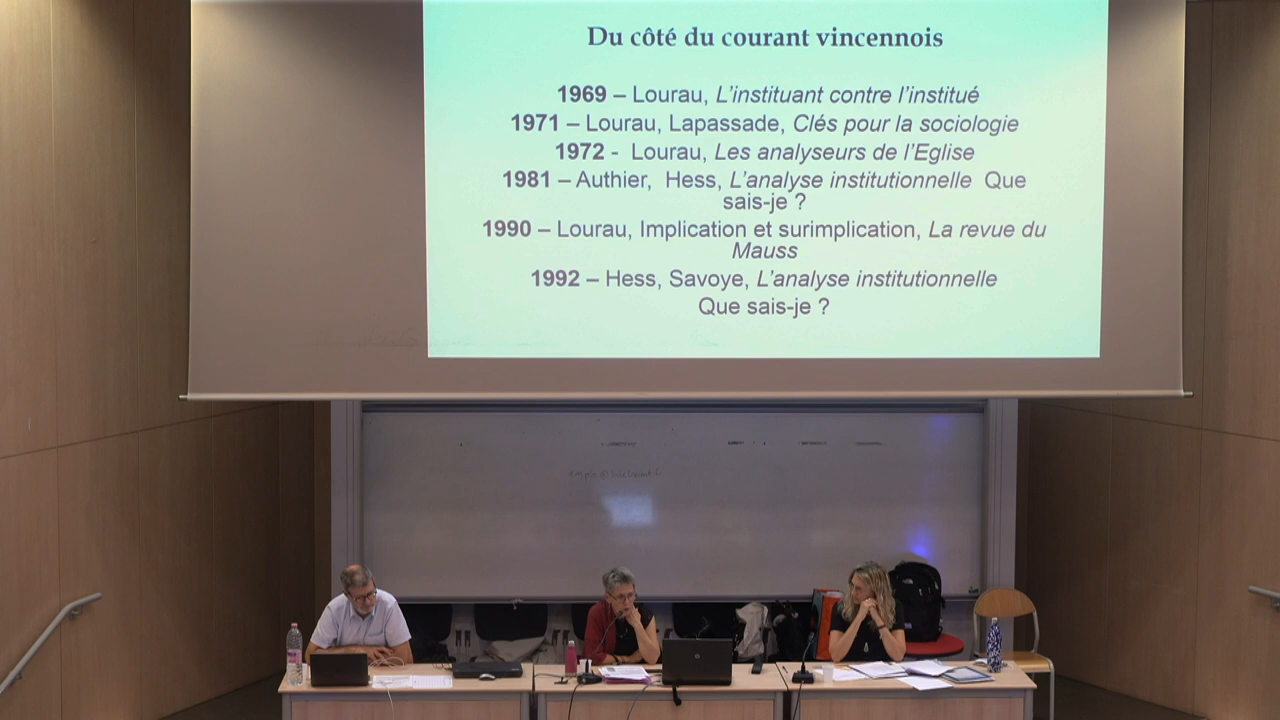 Du côté du courant vincennois
1969 – Lourau, L’instituant contre l’institué
1971 – Lourau, Lapassade, Clés pour la sociologie
1972 - Lourau, Les analyseurs de l’Eglise
1981 – Authier, Hess, L’analyse institutionnelle Que
sais-je ?
1990 – Lourau, Implication et surimplication, La revue du
Mauss
1992 – Hess, Savoye, L’analyse institutionnelle
Que sais-je ?